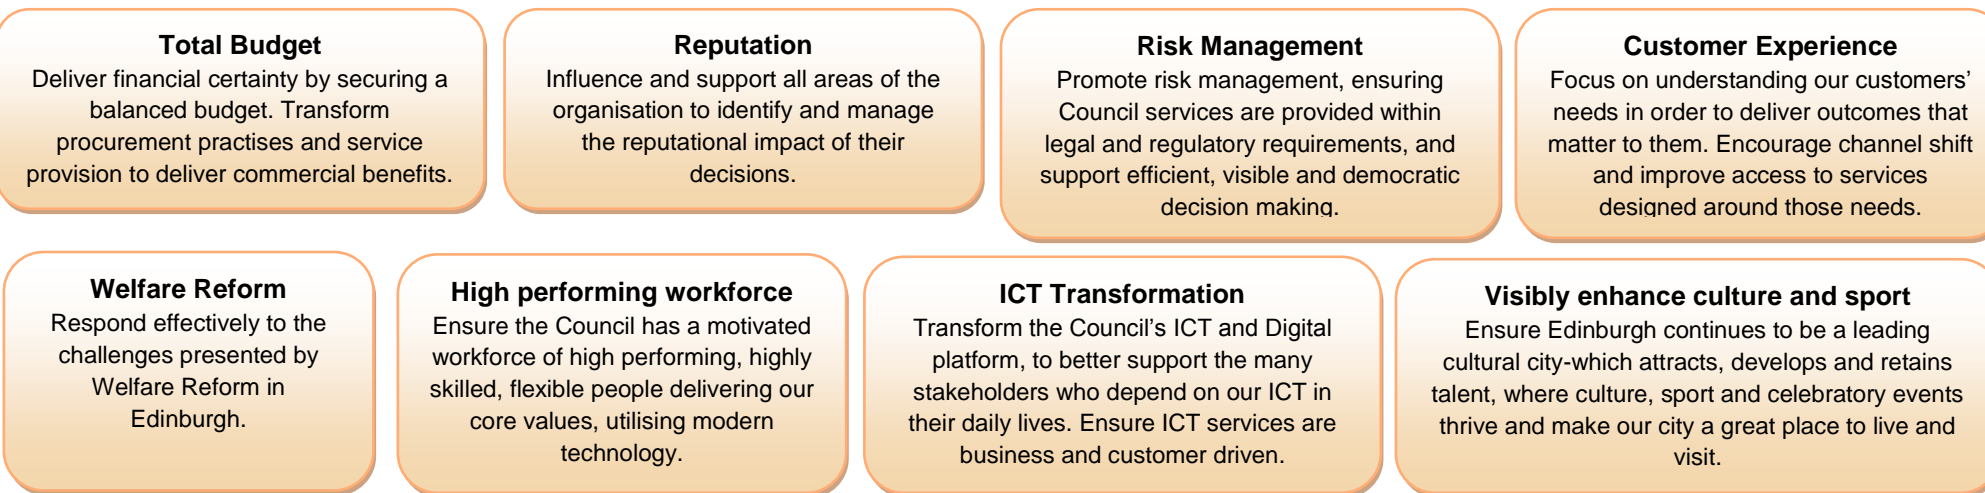 Total Budget
Deliver financial certainty by securing a
balanced budget. Transform
procurement practises and service
provision to deliver commercial benefits.
Reputation
Influence and support all areas of the
organisation to identify and manage
the reputational impact of their
decisions.
Risk Management
Promote risk management, ensuring
Council services are provided within
legal and regulatory requirements, and
support efficient, visible and democratic
decision making.
Customer Experience
Focus on understanding our customers’
needs in order to deliver outcomes that
matter to them. Encourage channel shift
and improve access to services
designed around those needs.
Welfare Reform
Respond effectively to the
challenges presented by
Welfare Reform in
Edinburgh.
High performing workforce
Ensure the Council has a motivated
workforce of high performing, highly
skilled, flexible people delivering our
core values, utilising modern
technology.
ICT Transformation
Transform the Council’s ICT and Digital
platform, to better support the many
stakeholders who depend on our ICT in
their daily lives. Ensure ICT services are
business and customer driven.
Visibly enhance culture and sport
Ensure Edinburgh continues to be a leading
cultural city-which attracts, develops and retains
talent, where culture, sport and celebratory events
thrive and make our city a great place to live and
visit.